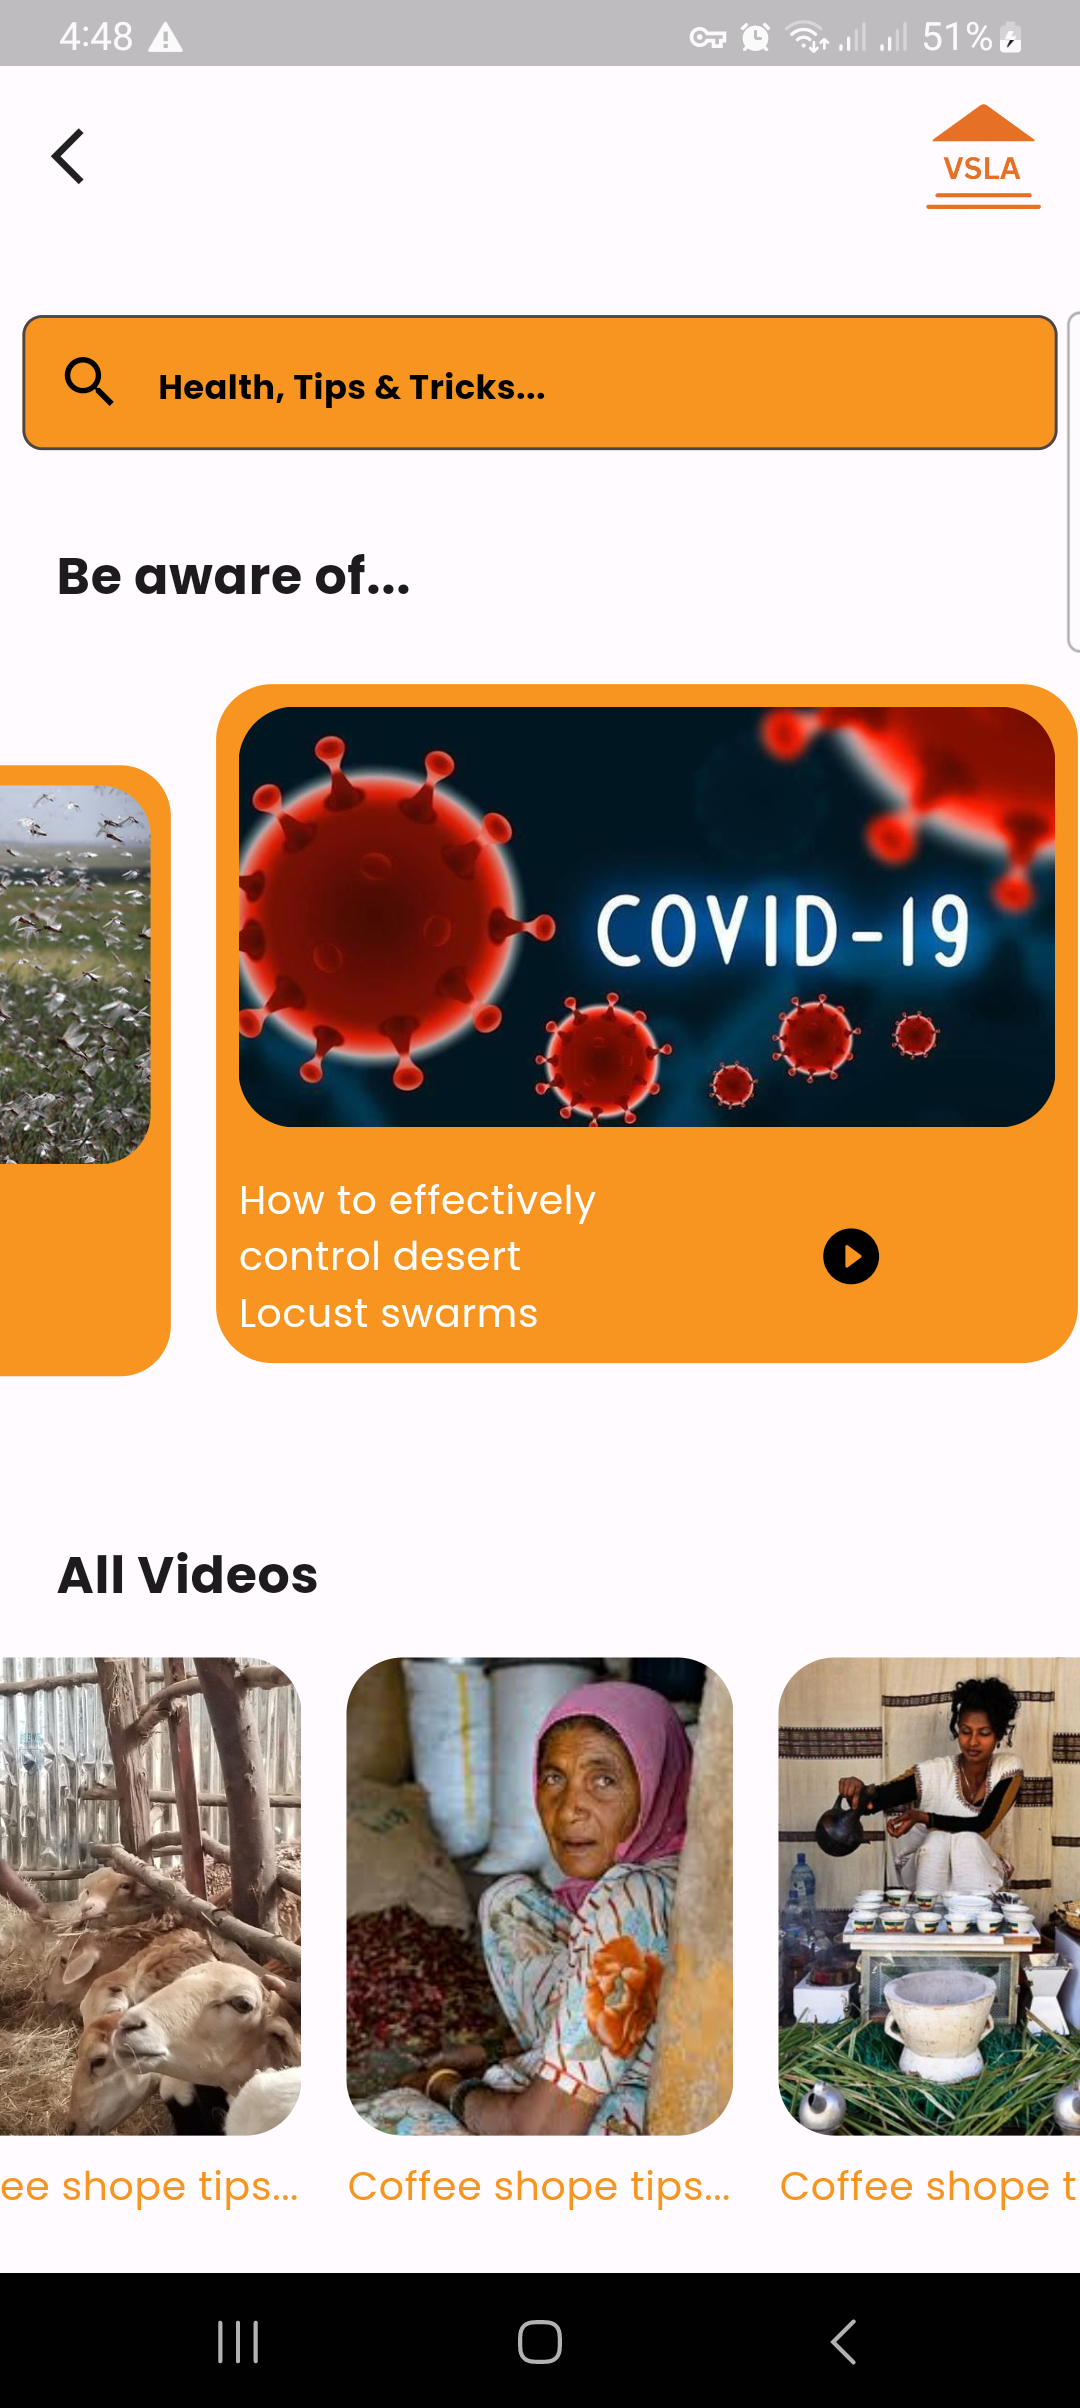 4:48
51%
VSLA
Health, Tips & Tricks...
Be aware of...
COVID-19
How to effectively
control desert
Locust swarms
All Videos
ee shope tips...
Coffee shope tips...
Coffee shope t